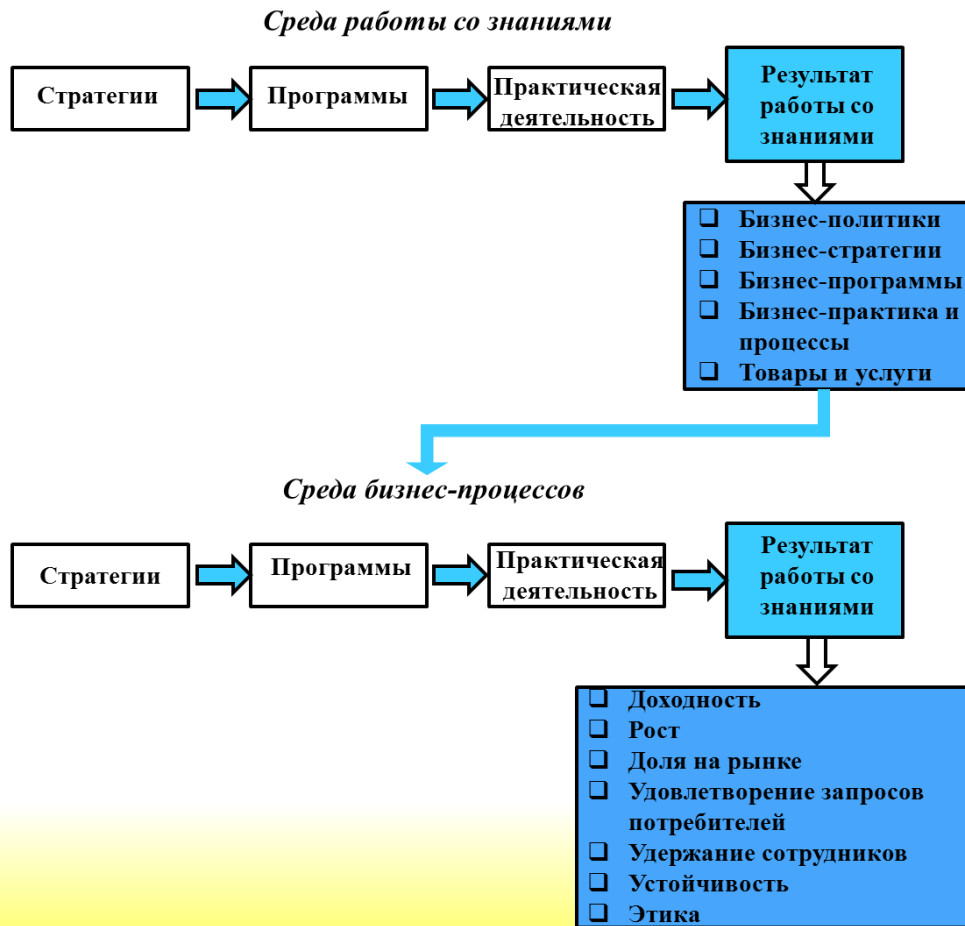 Среда работы со знаниями
Стратегии
Программы
Практическая
деятельность
Результат
работы со
знаниями
❑ Бизнес-политики
❑ Бизнес-стратегии
❑ Бизнес-программы
❑ Бизнес-практика и
процессы
❑ Товары и услуги
Среда бизнес-процессов
Стратегии
Программы
Практическая
деятельность
Результат
работы со
знаниями
❑ Доходность
❑ Рост
❑ Доля на рынке
❑ Удовлетворение запросов
потребителей
❑ Удержание сотрудников
❑ Устойчивость
❑ Этика